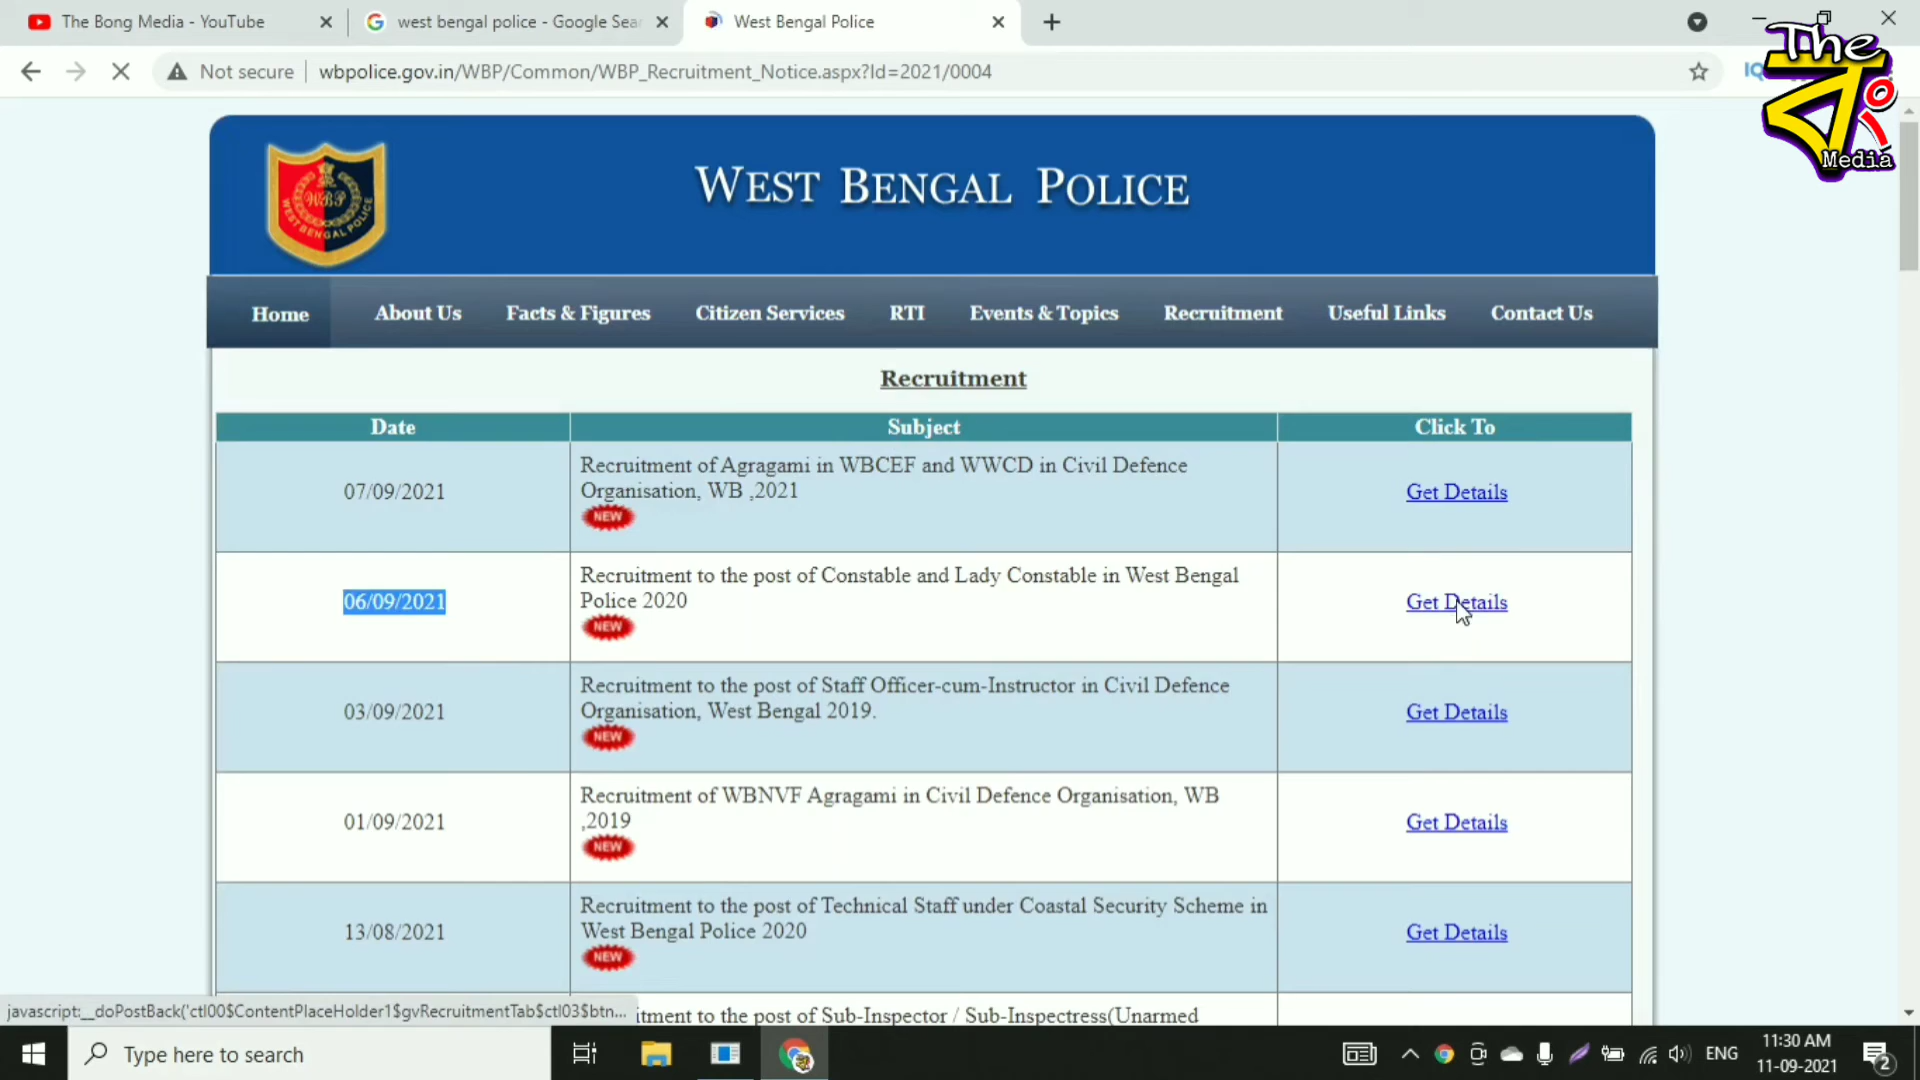 The Bong Media - YouTube
west bengal police - Google Sear
West Bengal Police
Not secure
wbpolice.gov.in/WBP/Common/WBP_Recruitment_Notice.aspx?Id=2021/0004
The
Media
WBP
WEST BENGAL POLICE
WEST BENGAL POLICE
Home
About Us
Facts & Figures
Citizen Services
RTI
Events & Topics
Recruitment
Useful Links
Contact Us
Recruitment
Date
Subject
Click To
07/09/2021
Recruitment of Agragami in WBCEF and WWCD in Civil Defence
Organisation, WB ,2021
NEW
Get Details
06/09/2021
Recruitment to the post of Constable and Lady Constable in West Bengal
Police 2020
NEW
Get Details
03/09/2021
Recruitment to the post of Staff Officer-cum-Instructor in Civil Defence
Organisation, West Bengal 2019.
NEW
Get Details
01/09/2021
Recruitment of WBNVF Agragami in Civil Defence Organisation, WB
,2019
NEW
Get Details
13/08/2021
Recruitment to the post of Technical Staff under Coastal Security Scheme in
West Bengal Police 2020
NEW
Get Details
javascript:__doPostBack('ctl00$ContentPlaceHolder1$gvRecruitmentTab$ctl03$btn...
itment to the post of Sub-Inspector / Sub-Inspectress(Unarmed
Type here to search
ENG
11:30 AM
11-09-2021
2